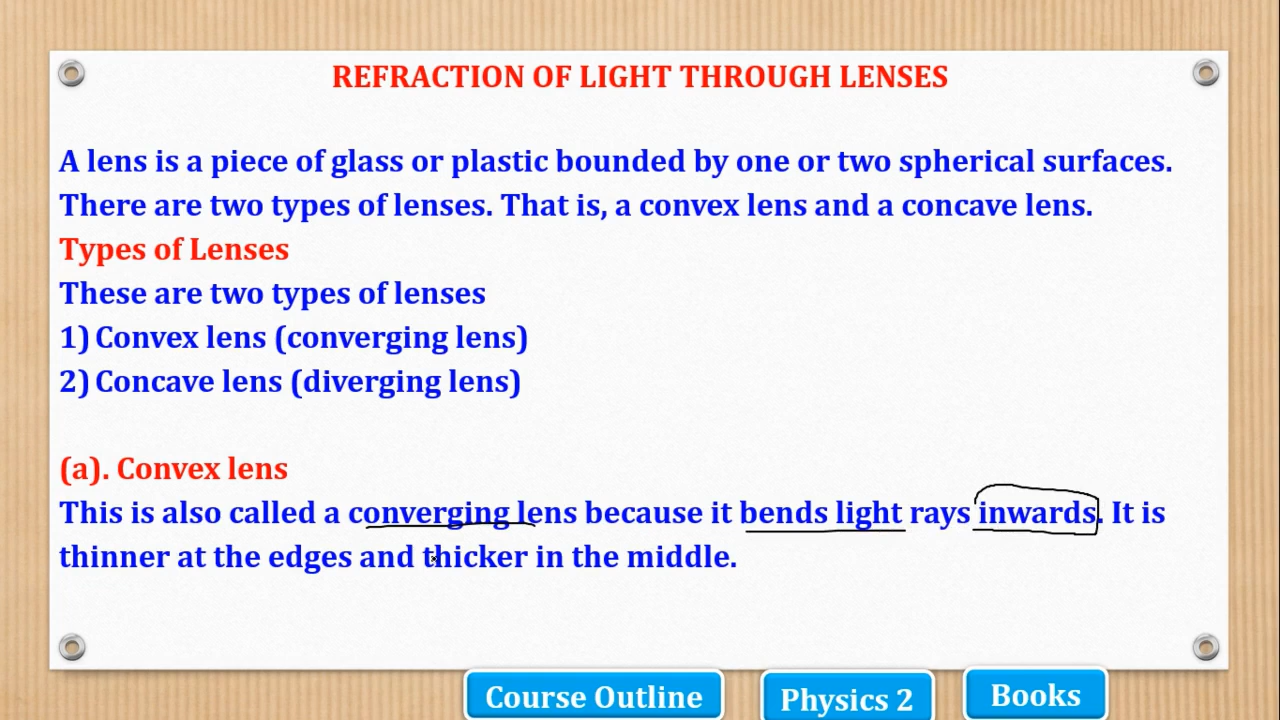 REFRACTION OF LIGHT THROUGH LENSES
A lens is a piece of glass or plastic bounded by one or two spherical surfaces.
There are two types of lenses. That is, a convex lens and a concave lens.
Types of Lenses
These are two types of lenses
1) Convex lens (converging lens)
2) Concave lens (diverging lens)
(a). Convex lens
This is also called a converging lens because it bends light rays inwards. It is
thinner at the edges and thicker in the middle.
Course Outline
Physics 2
Books